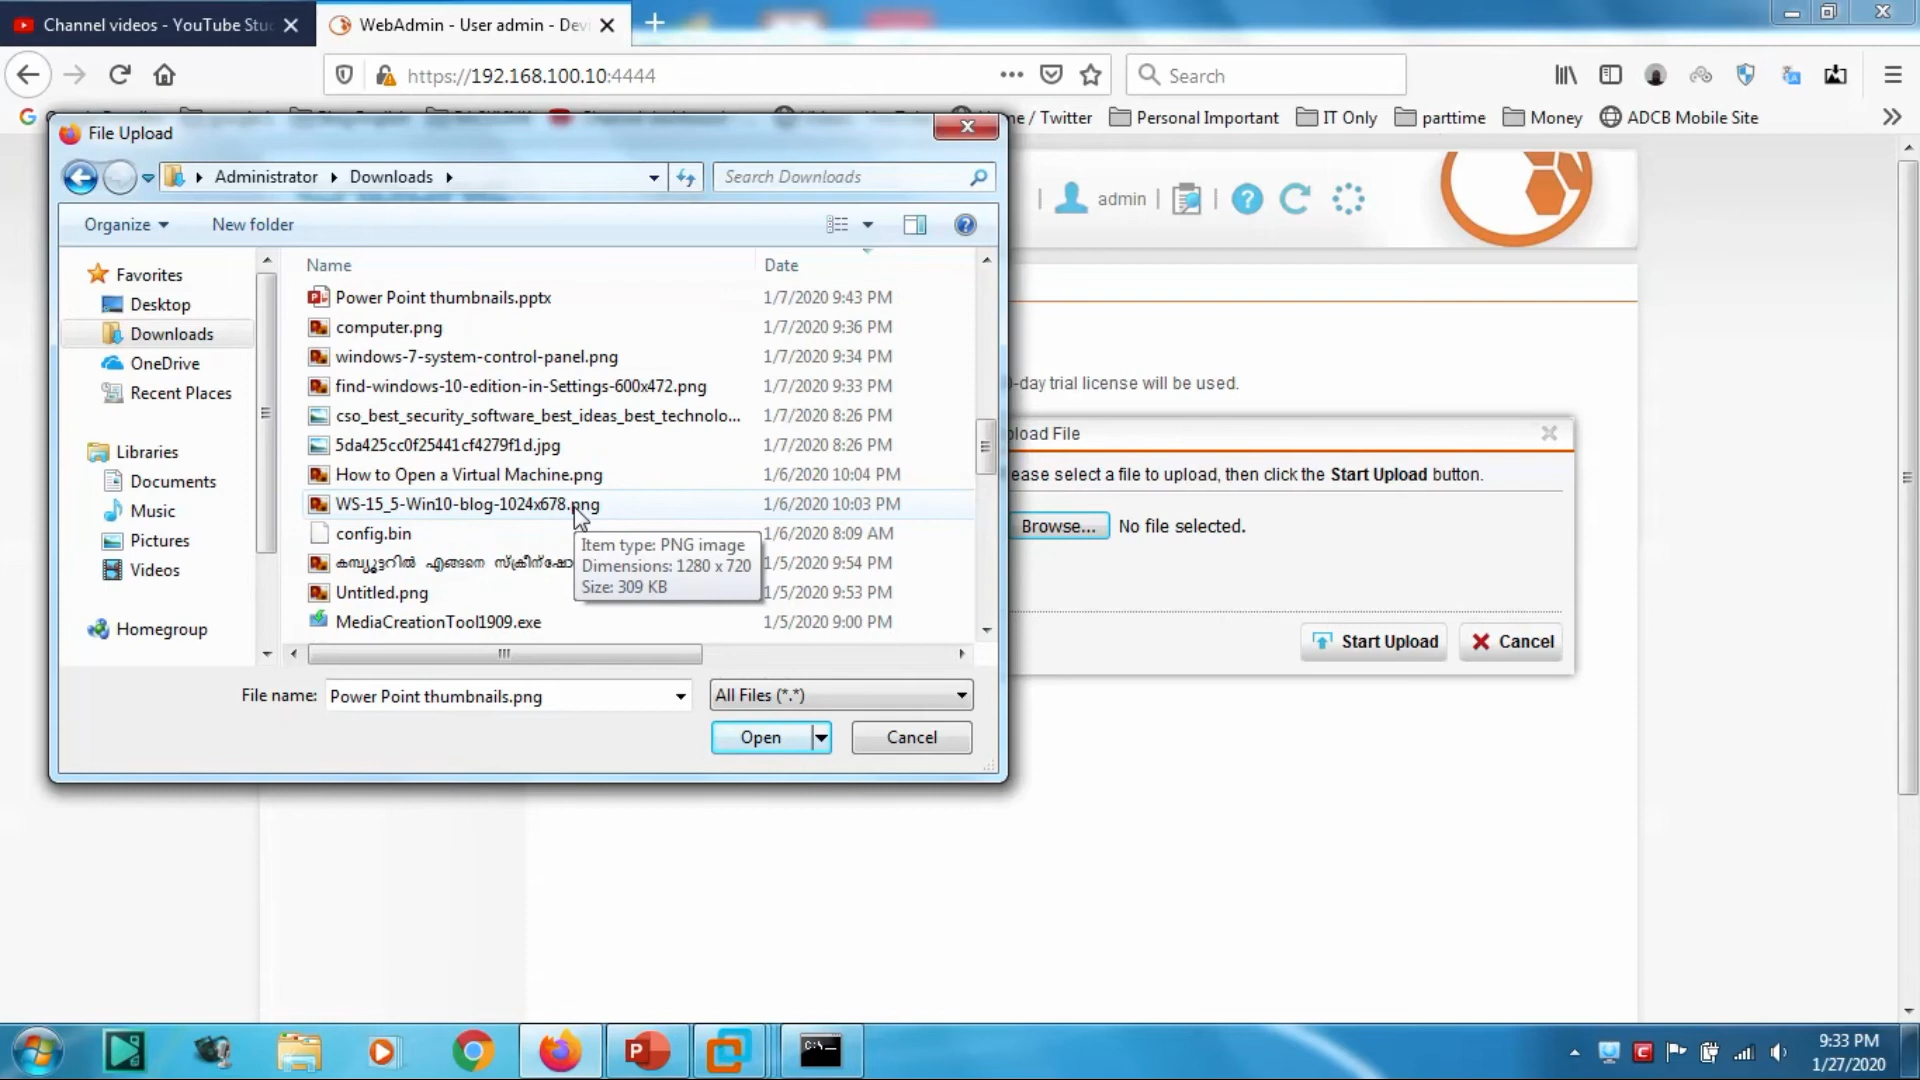 Channel videos - YouTube Stu
WebAdmin - User admin - Dev
https://192.168.100.10:4444
Search
me / Twitter
Personal Important
IT Only
parttime
Money
ADCB Mobile Site
File Upload
Administrator
Downloads
Search Downloads
Organize
New folder
admin
Name
Date
Favorites
Desktop
Downloads
OneDrive
Recent Places
Libraries
Documents
Music
Pictures
Videos
Homegroup
Power Point thumbnails.pptx 1/7/2020 9:43 PM
computer.png 1/7/2020 9:36 PM
windows-7-system-control-panel.png 1/7/2020 9:34 PM
find-windows-10-edition-in-Settings-600x472.png 1/7/2020 9:33 PM
cso_best_security_software_best_ideas_best_technolo... 1/7/2020 8:26 PM
5da425cc0f25441cf4279f1d.jpg 1/7/2020 8:26 PM
How to Open a Virtual Machine.png 1/6/2020 10:04 PM
WS-15_5-Win10-blog-1024x678.png 1/6/2020 10:03 PM
config.bin 1/6/2020 8:09 AM
കമ്പ്യൂട്ടറിൽ എങ്ങനെ സ്ക്രീന്ഷോ 1/5/2020 9:54 PM
Untitled.png 1/5/2020 9:53 PM
MediaCreationTool1909.exe 1/5/2020 9:00 PM
Item type: PNG image
Dimensions: 1280 x 720
Size: 309 KB
File name:
Power Point thumbnails.png
All Files (*.*)
Open
Cancel
0-day trial license will be used.
pload File
ease select a file to upload, then click the Start Upload button.
Browse...
No file selected.
Start Upload
Cancel
9:33 PM
1/27/2020